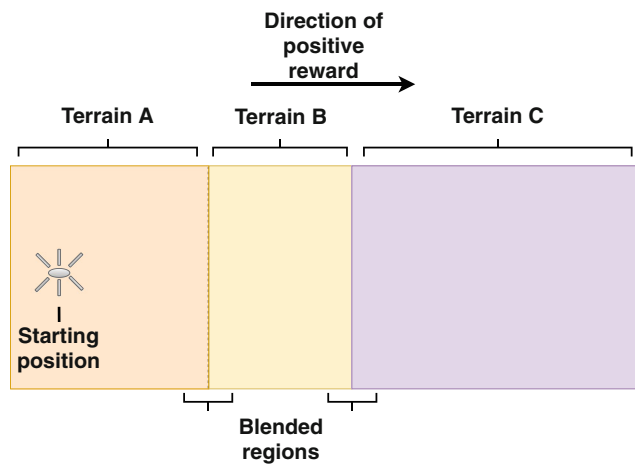 Direction of
positive
reward
Terrain A
Terrain B
Terrain C
Starting
position
Blended
regions